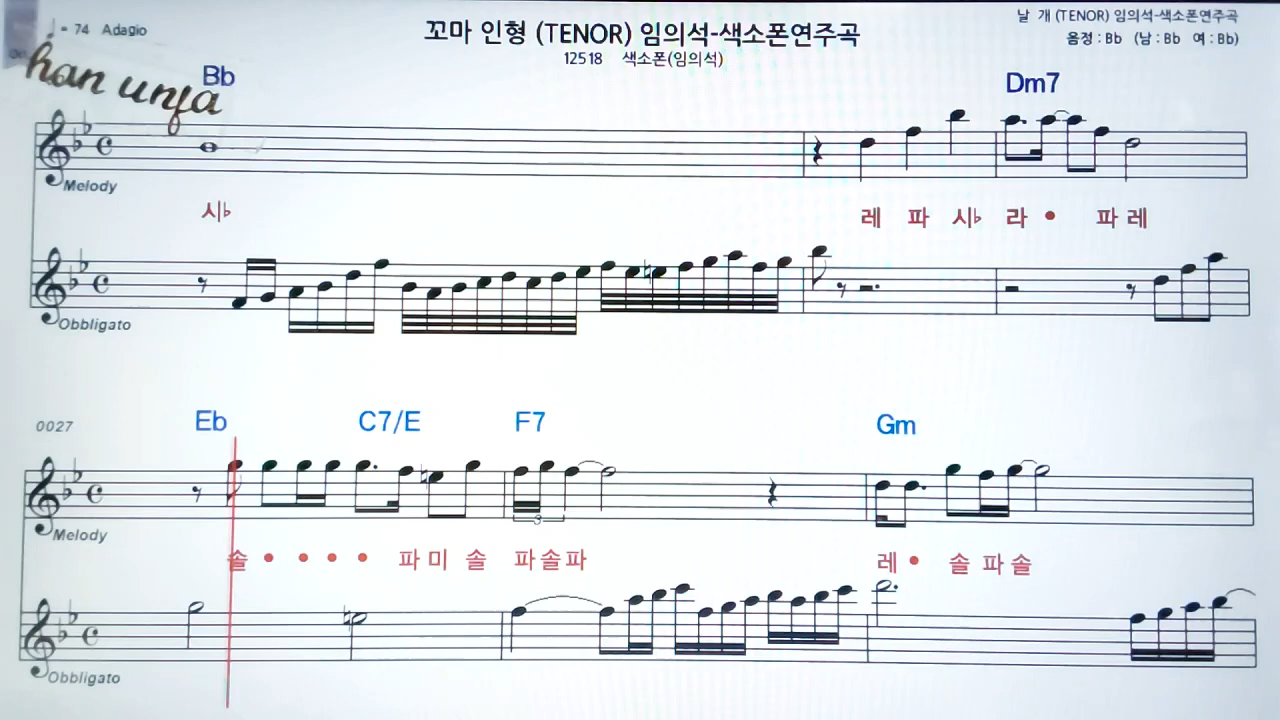 ♩= 74 Adagio
꼬마 인형 (TENOR) 임의석-색소폰연주곡
12518 색소폰(임의석)
날 개 (TENOR) 임의석-색소폰연주곡
음정 : Bb (남 : Bb 여 : Bb)
han unja
Bb Dm7
Melody
시♭ 레 파 시♭ 라 • 파 레
Obbligato
0027
Eb C7/E F7 Gm
3
Melody
솔 • • • • 파 미 솔 파 솔 파 레 • 솔 파 솔
Obbligato